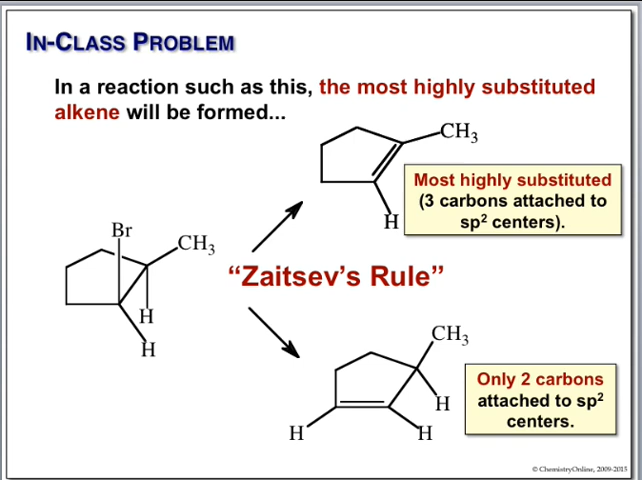 IN-CLASS PROBLEM
In a reaction such as this, the most highly substituted
alkene will be formed...
CH3
Most highly substituted
(3 carbons attached to
sp² centers).
H
Br
CH3
H
H
“Zaitsev’s Rule”
CH3
H
H
H
Only 2 carbons
attached to sp²
centers.
© ChemistryOnline, 2009-2015